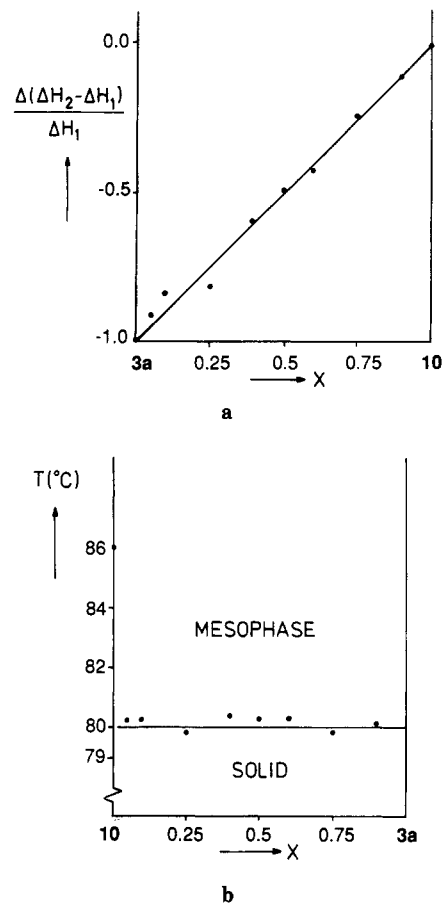 0.0
Δ(ΔH₂-ΔH₁)
ΔH₁
-0.5
-1.0
3a 0.25 0.5 0.75 10
X
a
T(°C)
86
84
MESOPHASE
82
80
79
SOLID
10 0.25 0.5 0.75 3a
X
b